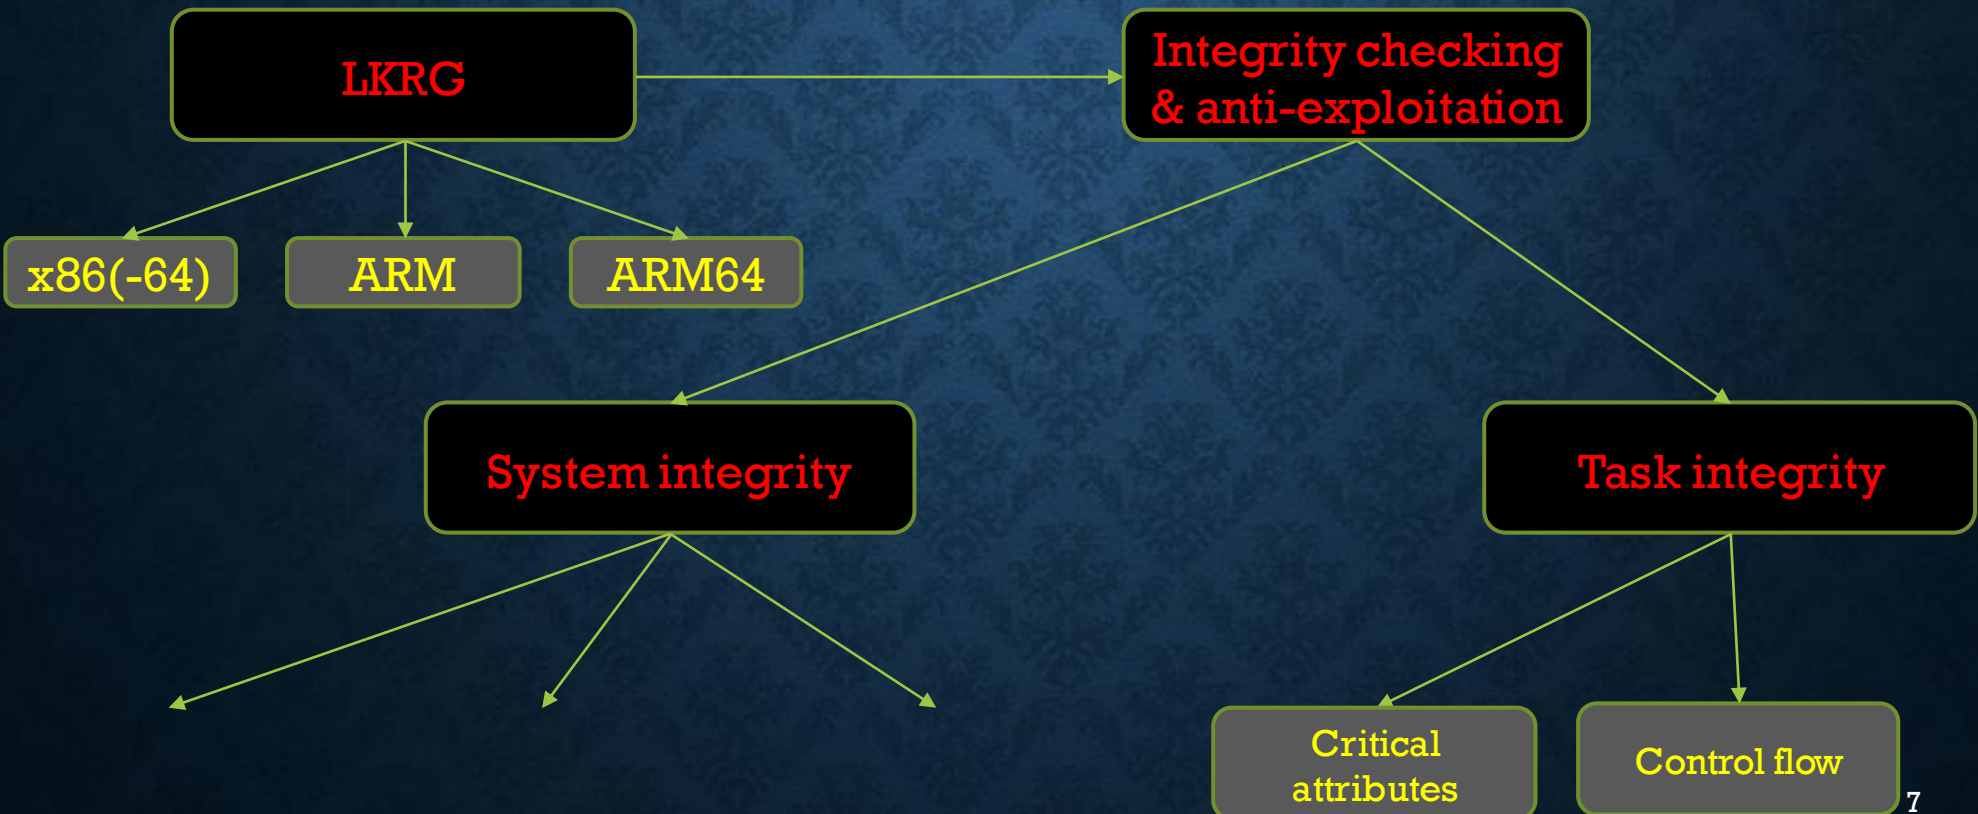 LKRG
Integrity checking
& anti-exploitation
x86(-64)
ARM
ARM64
System integrity
Task integrity
Critical
attributes
Control flow
7